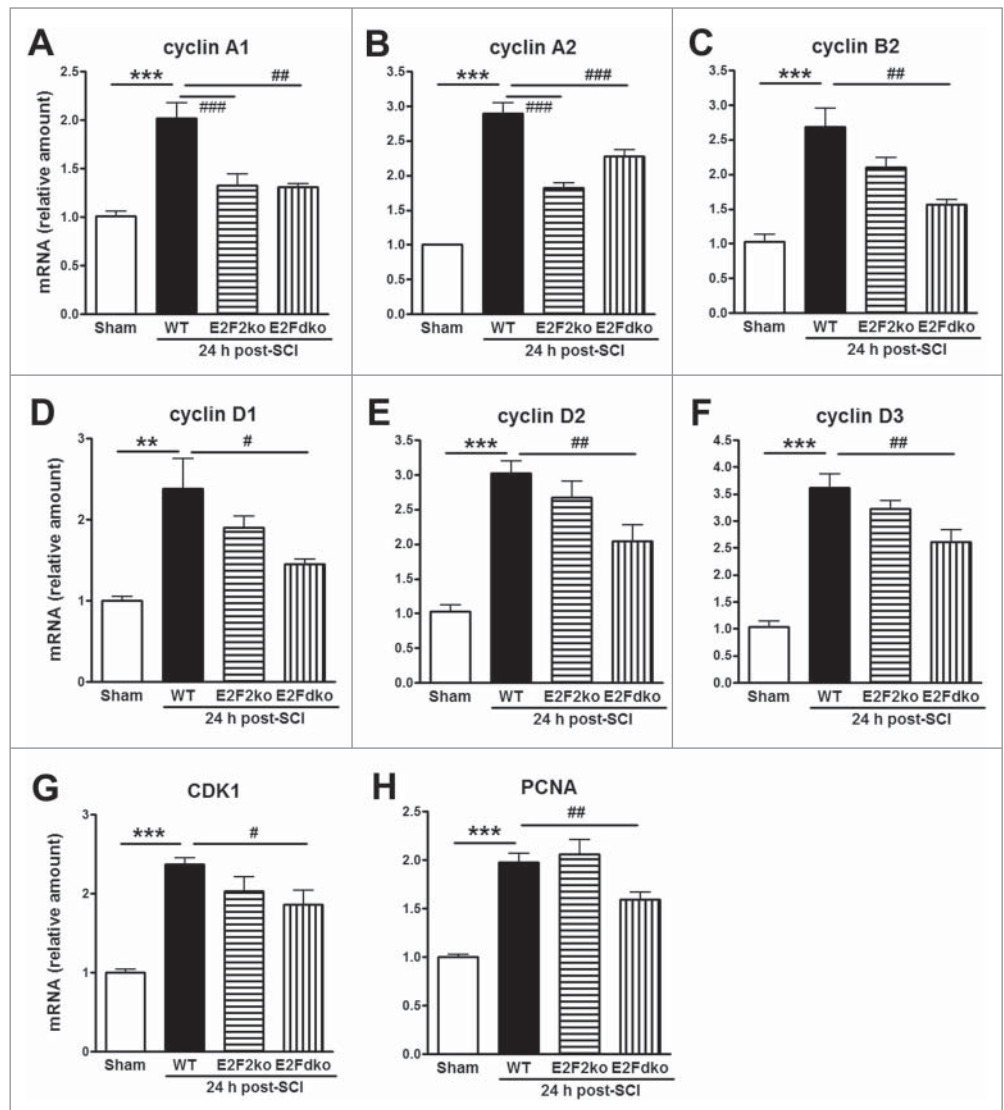 A
cyclin A1
mRNA (relative amount)
2.5
2.0
1.5
1.0
0.5
0.0
***
##
###
Sham WT E2F2ko E2Fdko
24 h post-SCI
B
cyclin A2
3.5
3.0
2.5
2.0
1.5
1.0
0.5
0.0
***
###
###
Sham WT E2F2ko E2Fdko
24 h post-SCI
C
cyclin B2
3.5
3.0
2.5
2.0
1.5
1.0
0.5
0.0
***
##
Sham WT E2F2ko E2Fdko
24 h post-SCI
D
cyclin D1
mRNA (relative amount)
3
2
1
0
**
#
Sham WT E2F2ko E2Fdko
24 h post-SCI
E
cyclin D2
3.5
3.0
2.5
2.0
1.5
1.0
0.5
0.0
***
##
Sham WT E2F2ko E2Fdko
24 h post-SCI
F
cyclin D3
4.5
4.0
3.5
3.0
2.5
2.0
1.5
1.0
0.5
0.0
***
##
Sham WT E2F2ko E2Fdko
24 h post-SCI
G
CDK1
mRNA (relative amount)
3
2
1
0
***
#
Sham WT E2F2ko E2Fdko
24 h post-SCI
H
PCNA
2.5
2.0
1.5
1.0
0.5
0.0
***
##
Sham WT E2F2ko E2Fdko
24 h post-SCI